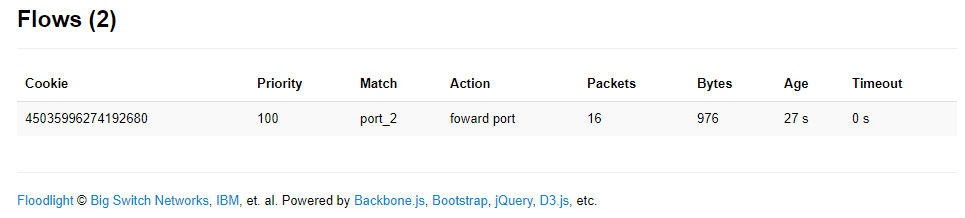 Flows (2)
Cookie Priority Match Action Packets Bytes Age Timeout
45035996274192680 100 port_2 foward port 16 976 27 s 0 s
Floodlight © Big Switch Networks, IBM, et. al. Powered by Backbone.js, Bootstrap, jQuery, D3.js, etc.